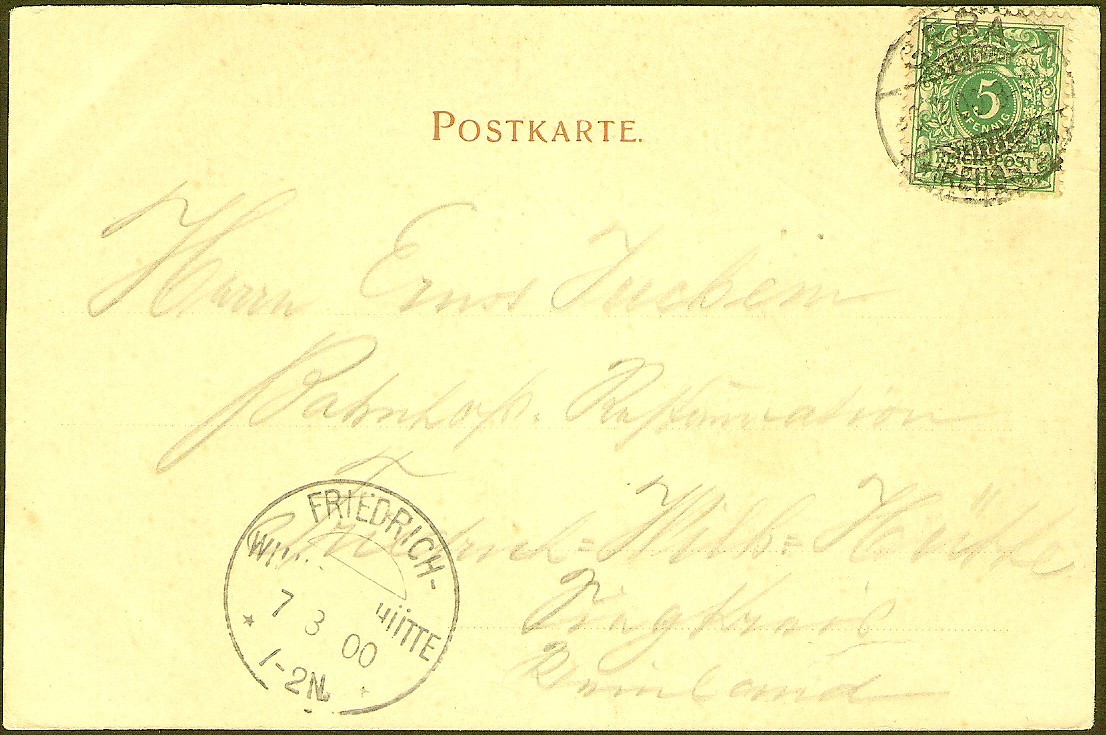 POSTKARTE.
5
PFENNIG
REICHSPOST
Herrn Ernst Juchem
Bahnhofs-Restauration
Friedrich=Wilh=Hütte
Siegkreis
Rheinland
FRIEDRICH-
HÜTTE
7 3 00
1-2N.